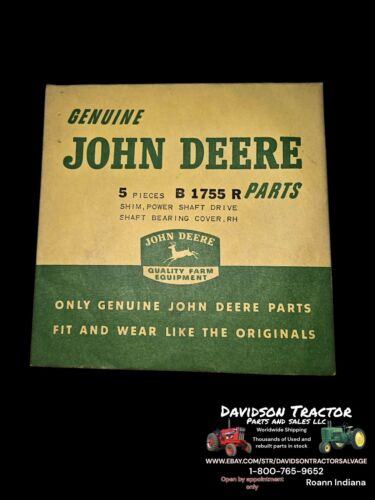 GENUINE
JOHN DEERE
5 PIECES B 1755 R PARTS
SHIM, POWER SHAFT DRIVE
SHAFT BEARING COVER, RH
JOHN DEERE
QUALITY FARM
EQUIPMENT
ONLY GENUINE JOHN DEERE PARTS
FIT AND WEAR LIKE THE ORIGINALS
DAVIDSON TRACTOR
PARTS AND SALES LLC
Worldwide Shipping
Thousands of Used and
rebuilt parts in stock
WWW.EBAY.COM/STR/DAVIDSONTRACTORSALVAGE
1-800-765-9652
Open by appointment
only
Roann Indiana